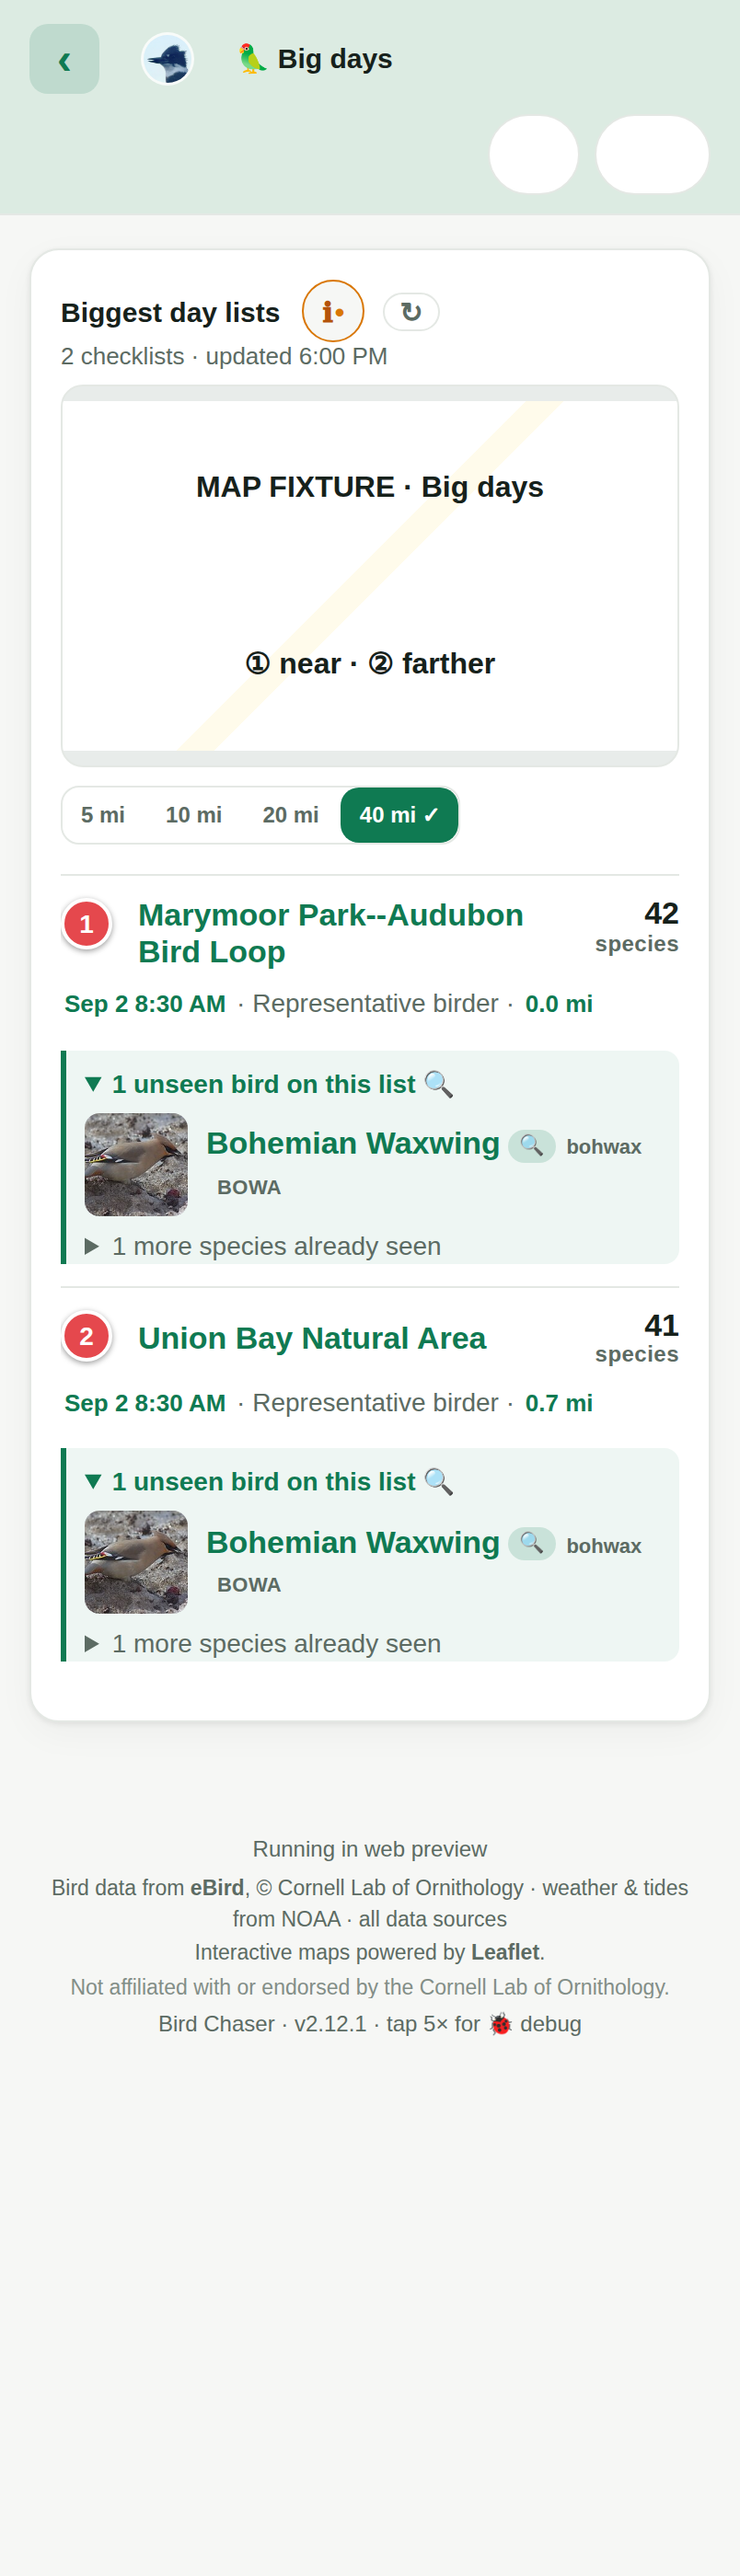 ‹ 🦜 Big days
Biggest day lists ℹ• ↻
2 checklists · updated 6:00 PM
MAP FIXTURE · Big days
① near · ② farther
5 mi 10 mi 20 mi 40 mi ✓
1 Marymoor Park--Audubon 42
Bird Loop species
Sep 2 8:30 AM · Representative birder · 0.0 mi
▼ 1 unseen bird on this list 🔍
Bohemian Waxwing 🔍 bohwax
BOWA
▶ 1 more species already seen
2 Union Bay Natural Area 41
species
Sep 2 8:30 AM · Representative birder · 0.7 mi
▼ 1 unseen bird on this list 🔍
Bohemian Waxwing 🔍 bohwax
BOWA
▶ 1 more species already seen
Running in web preview
Bird data from eBird, © Cornell Lab of Ornithology · weather & tides
from NOAA · all data sources
Interactive maps powered by Leaflet.
Not affiliated with or endorsed by the Cornell Lab of Ornithology.
Bird Chaser · v2.12.1 · tap 5× for 🐞 debug